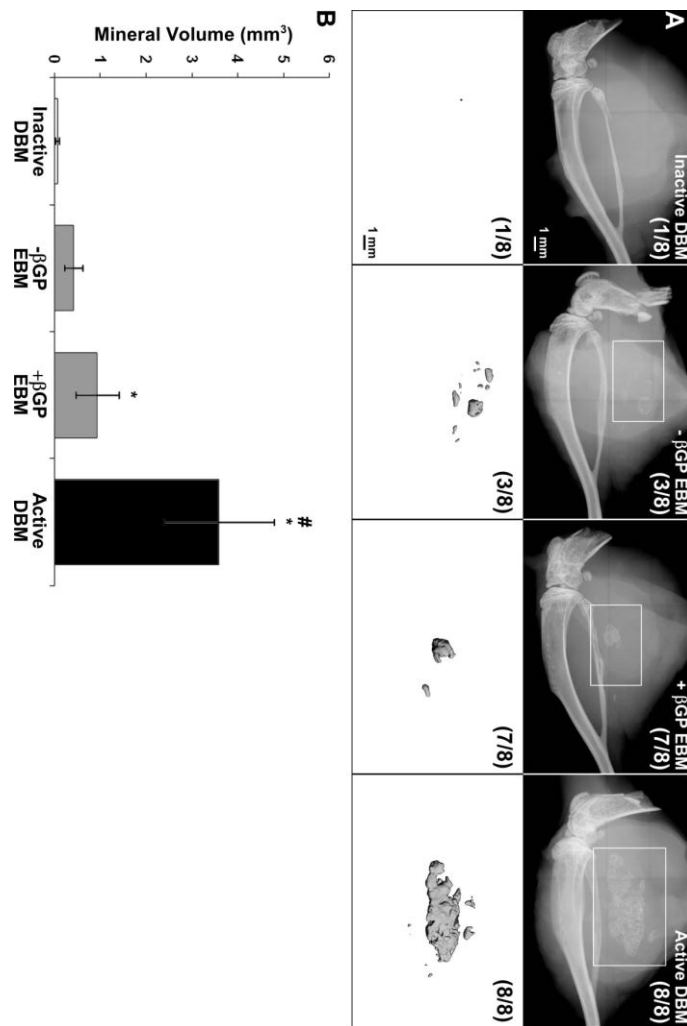 A
Inactive DBM
(1/8)
1 mm
- βGP EBM
(3/8)
+ βGP EBM
(7/8)
Active DBM
(8/8)
(1/8)
1 mm
(3/8)
(7/8)
(8/8)
B
Mineral Volume (mm³)
6
5
4
3
2
1
0
*
#
*
Inactive
DBM
-βGP
EBM
+βGP
EBM
Active
DBM